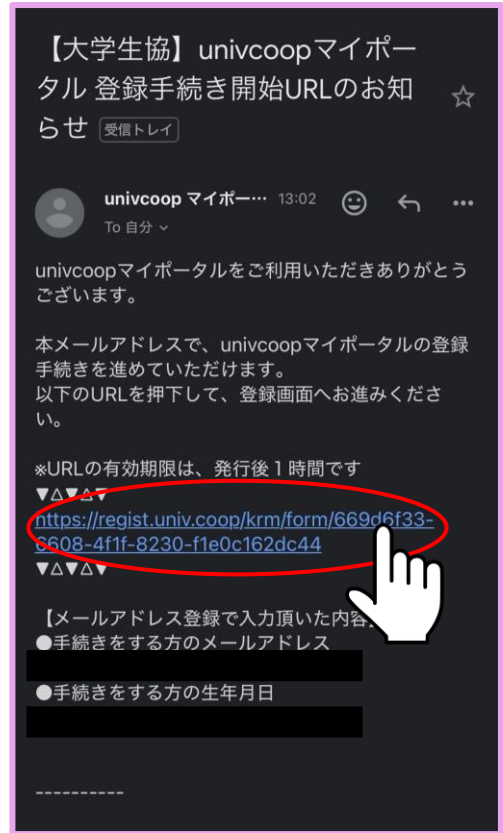 【大学生協】univcoopマイポー
タル 登録手続き開始URLのお知
らせ 受信トレイ
univcoop マイポー… 13:02
To 自分
univcoopマイポータルをご利用いただきありがとう
ございます。
本メールアドレスで、univcoopマイポータルの登録
手続きを進めていただけます。
以下のURLを押下して、登録画面へお進みくださ
い。
※URLの有効期限は、発行後１時間です
▼△▼△▼
https://regist.univ.coop/krm/form/669d6f33-
6608-4f1f-8230-f1e0c162dc44
▼△▼△▼
【メールアドレス登録で入力頂いた内容】
●手続きをする方のメールアドレス
●手続きをする方の生年月日
----------